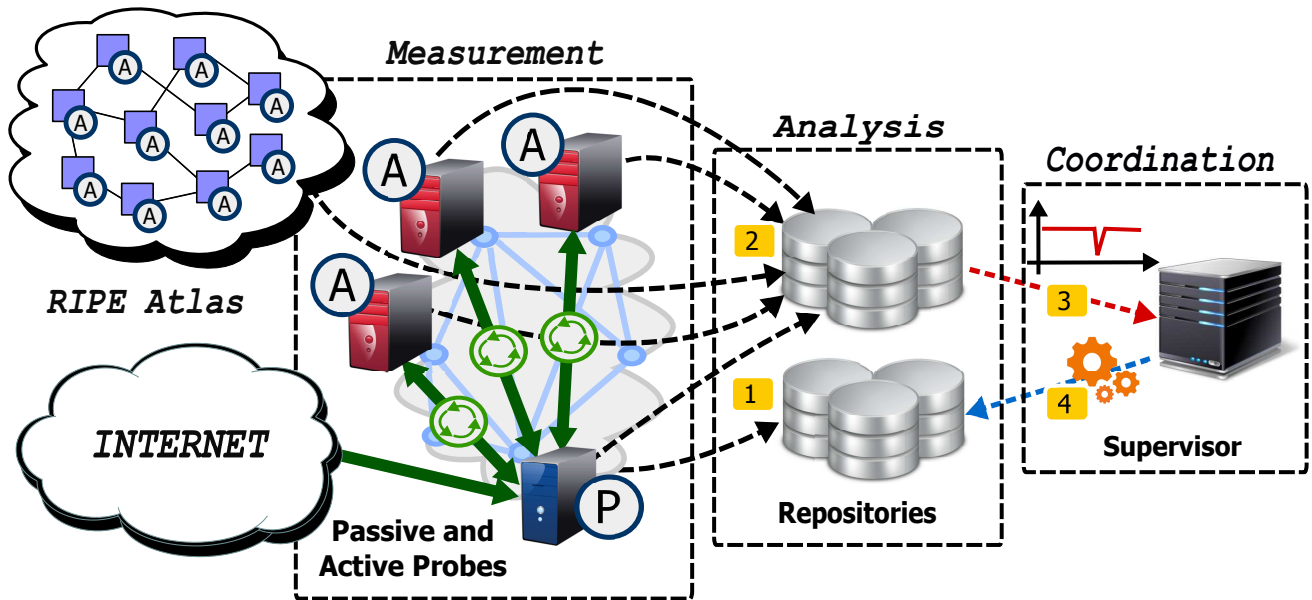 Measurement
Analysis
Coordination
RIPE Atlas
INTERNET
A
A
A
A
A
A
A
A
A
A
A
A
A
P
2
1
3
4
Passive and
Active Probes
Repositories
Supervisor